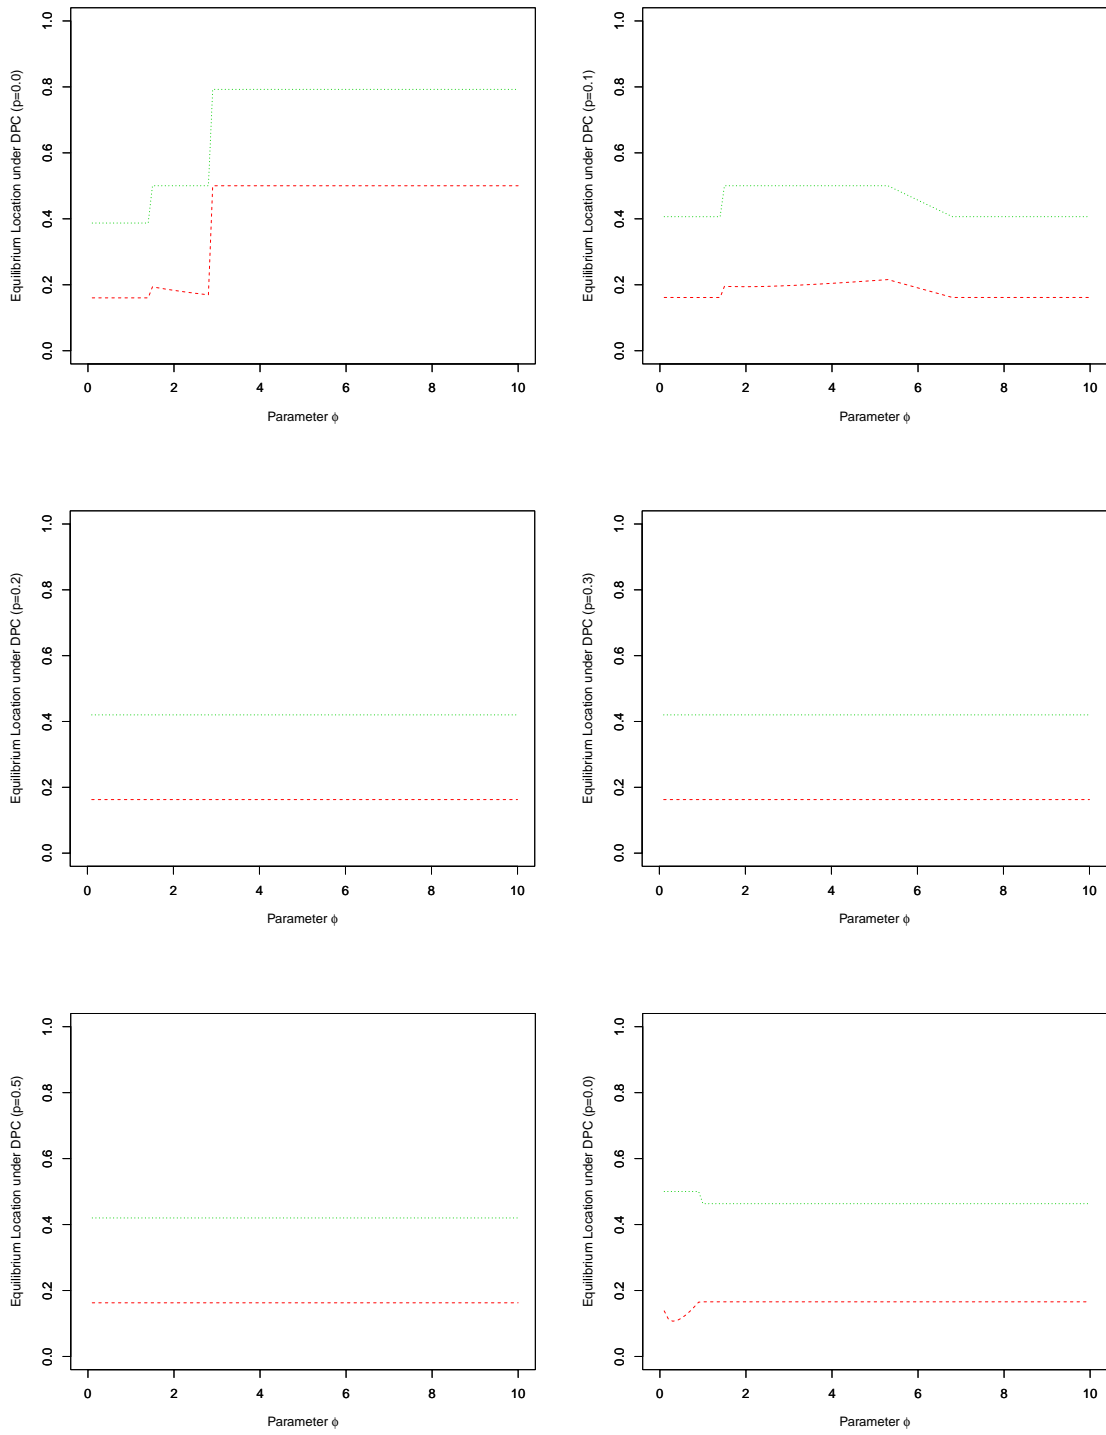 Equilibrium Location under DPC (p=0.0)
1.0
0.8
0.6
0.4
0.2
0.0
0 2 4 6 8 10
Parameter ϕ
Equilibrium Location under DPC (p=0.1)
1.0
0.8
0.6
0.4
0.2
0.0
0 2 4 6 8 10
Parameter ϕ
Equilibrium Location under DPC (p=0.2)
1.0
0.8
0.6
0.4
0.2
0.0
0 2 4 6 8 10
Parameter ϕ
Equilibrium Location under DPC (p=0.3)
1.0
0.8
0.6
0.4
0.2
0.0
0 2 4 6 8 10
Parameter ϕ
Equilibrium Location under DPC (p=0.5)
1.0
0.8
0.6
0.4
0.2
0.0
0 2 4 6 8 10
Parameter ϕ
Equilibrium Location under DPC (p=0.0)
1.0
0.8
0.6
0.4
0.2
0.0
0 2 4 6 8 10
Parameter ϕ